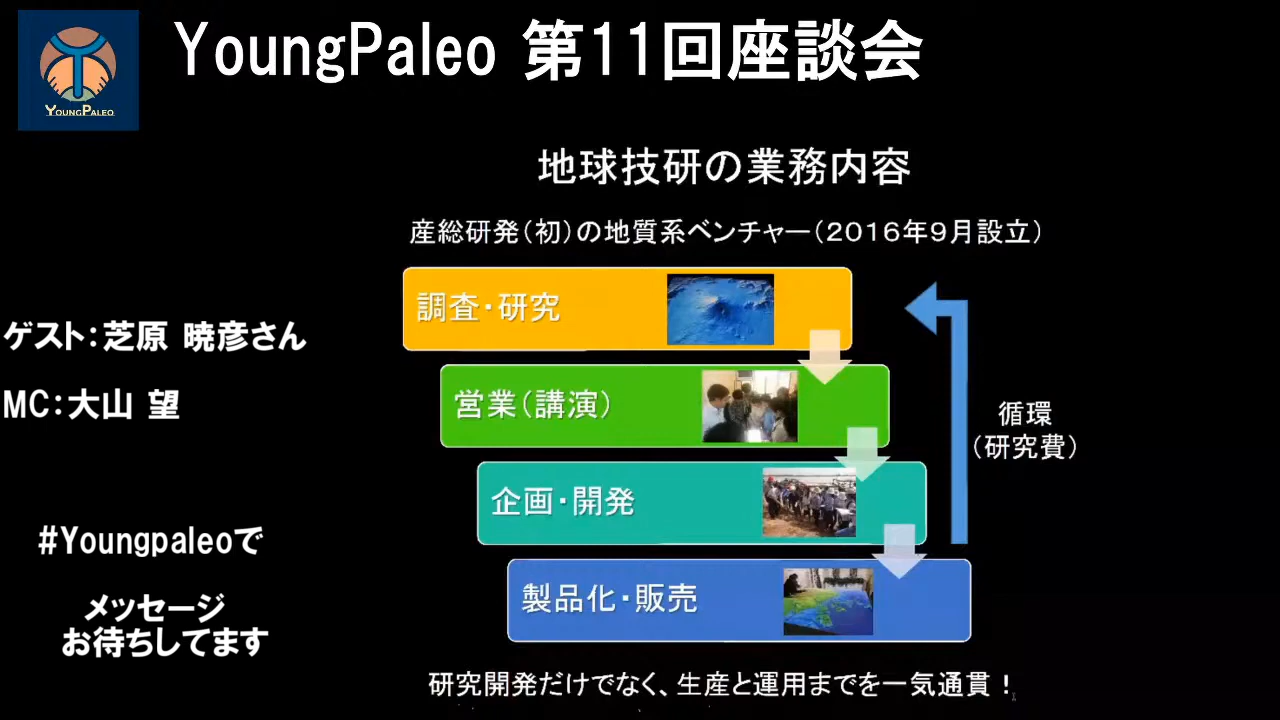 YoungPaleo 第11回座談会
YOUNGPALEO
地球技研の業務内容
産総研発(初)の地質系ベンチャー(2016年9月設立)
調査・研究
営業(講演)
企画・開発
製品化・販売
循環
(研究費)
研究開発だけでなく、生産と運用までを一気通貫!
ゲスト:芝原 暁彦さん
MC:大山 望
#Youngpaleoで
メッセージ
お待ちしてます